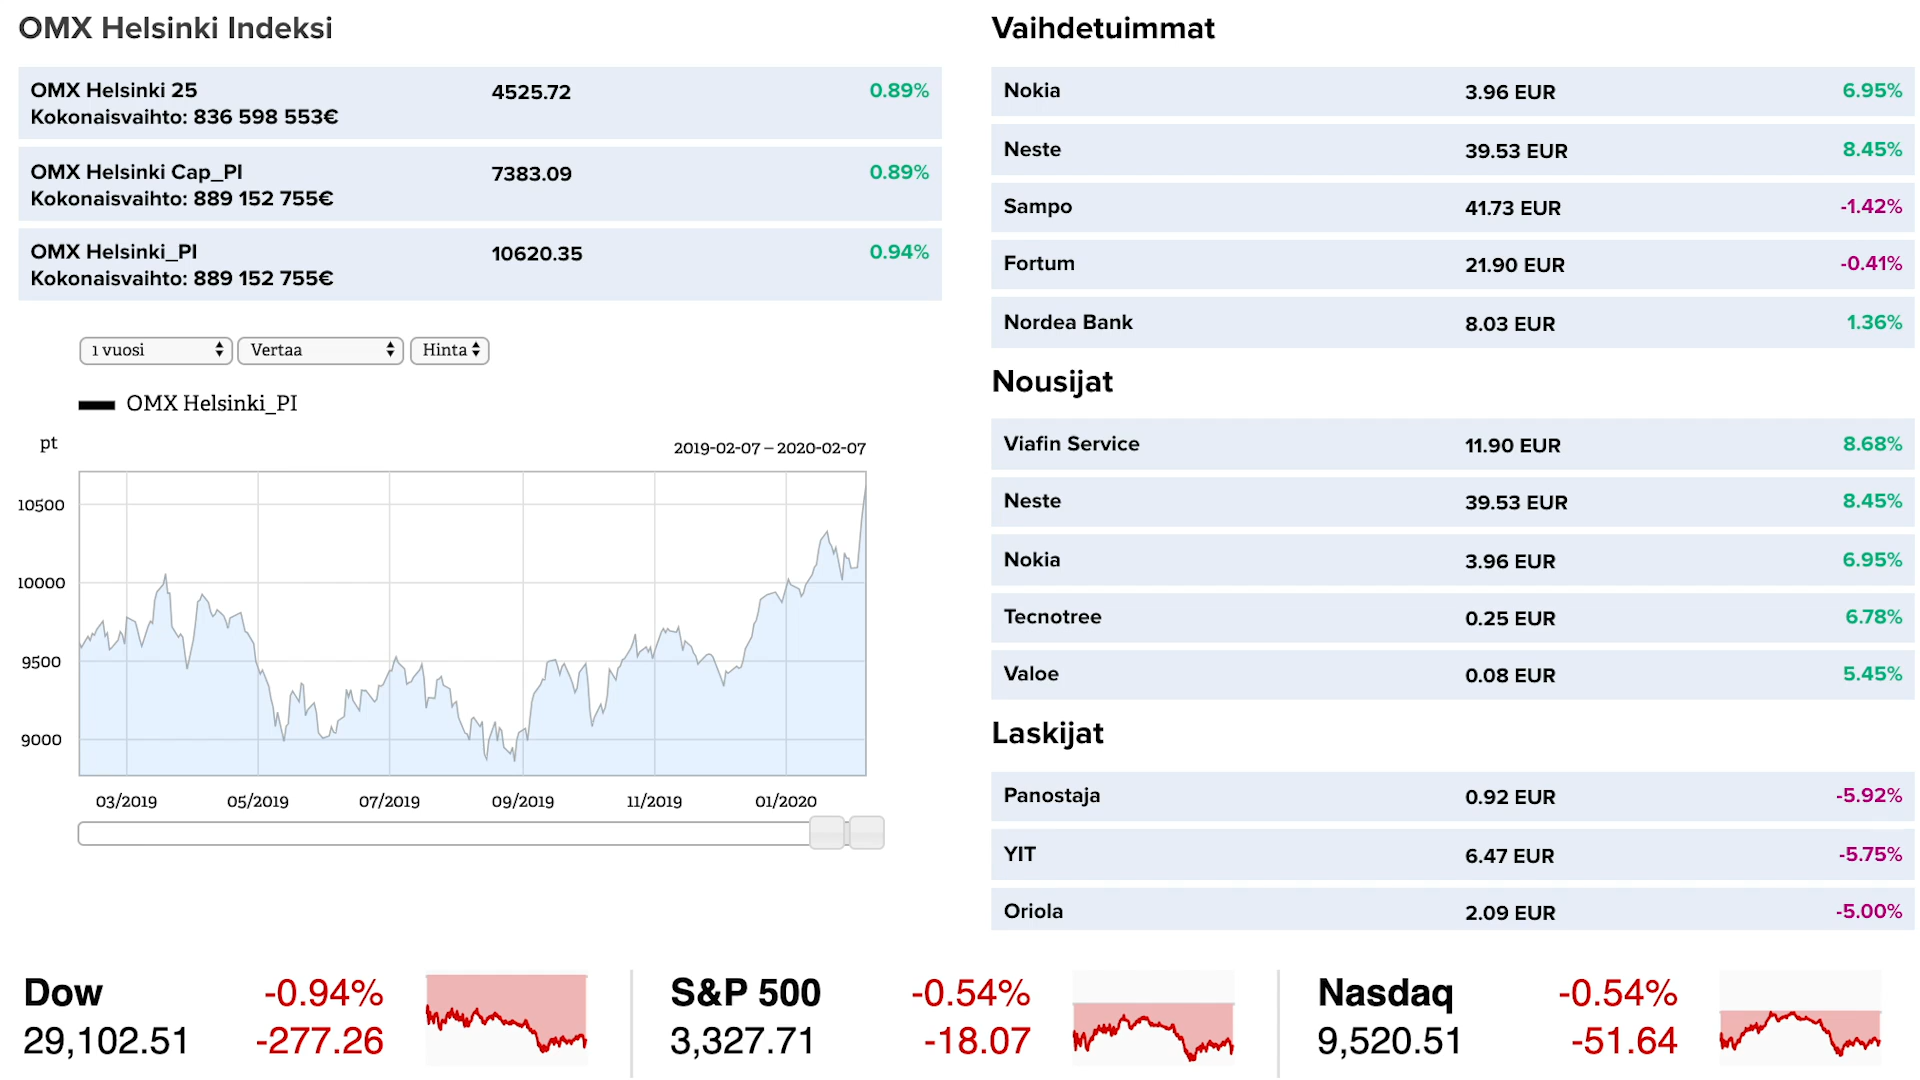 OMX Helsinki Indeksi
OMX Helsinki 25 4525.72 0.89%
Kokonaisvaihto: 836 598 553€
OMX Helsinki Cap_PI 7383.09 0.89%
Kokonaisvaihto: 889 152 755€
OMX Helsinki_PI 10620.35 0.94%
Kokonaisvaihto: 889 152 755€
1 vuosi Vertaa Hinta
OMX Helsinki_PI
pt 2019-02-07 – 2020-02-07
10500
10000
9500
9000
03/2019 05/2019 07/2019 09/2019 11/2019 01/2020
Vaihdetuimmat
Nokia 3.96 EUR 6.95%
Neste 39.53 EUR 8.45%
Sampo 41.73 EUR -1.42%
Fortum 21.90 EUR -0.41%
Nordea Bank 8.03 EUR 1.36%
Nousijat
Viafin Service 11.90 EUR 8.68%
Neste 39.53 EUR 8.45%
Nokia 3.96 EUR 6.95%
Tecnotree 0.25 EUR 6.78%
Valoe 0.08 EUR 5.45%
Laskijat
Panostaja 0.92 EUR -5.92%
YIT 6.47 EUR -5.75%
Oriola 2.09 EUR -5.00%
Dow -0.94%
29,102.51 -277.26
S&P 500 -0.54%
3,327.71 -18.07
Nasdaq -0.54%
9,520.51 -51.64